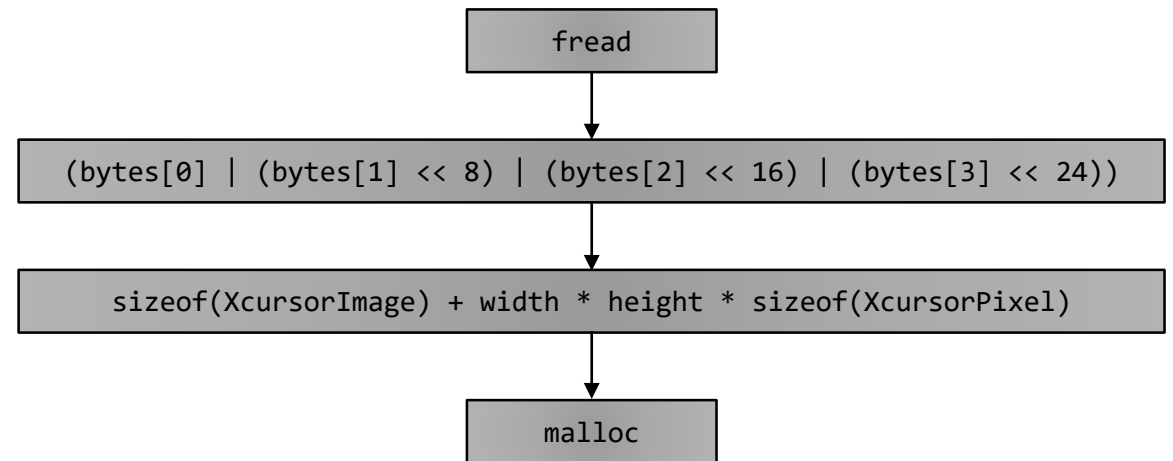 fread
(bytes[0] | (bytes[1] << 8) | (bytes[2] << 16) | (bytes[3] << 24))
sizeof(XcursorImage) + width * height * sizeof(XcursorPixel)
malloc